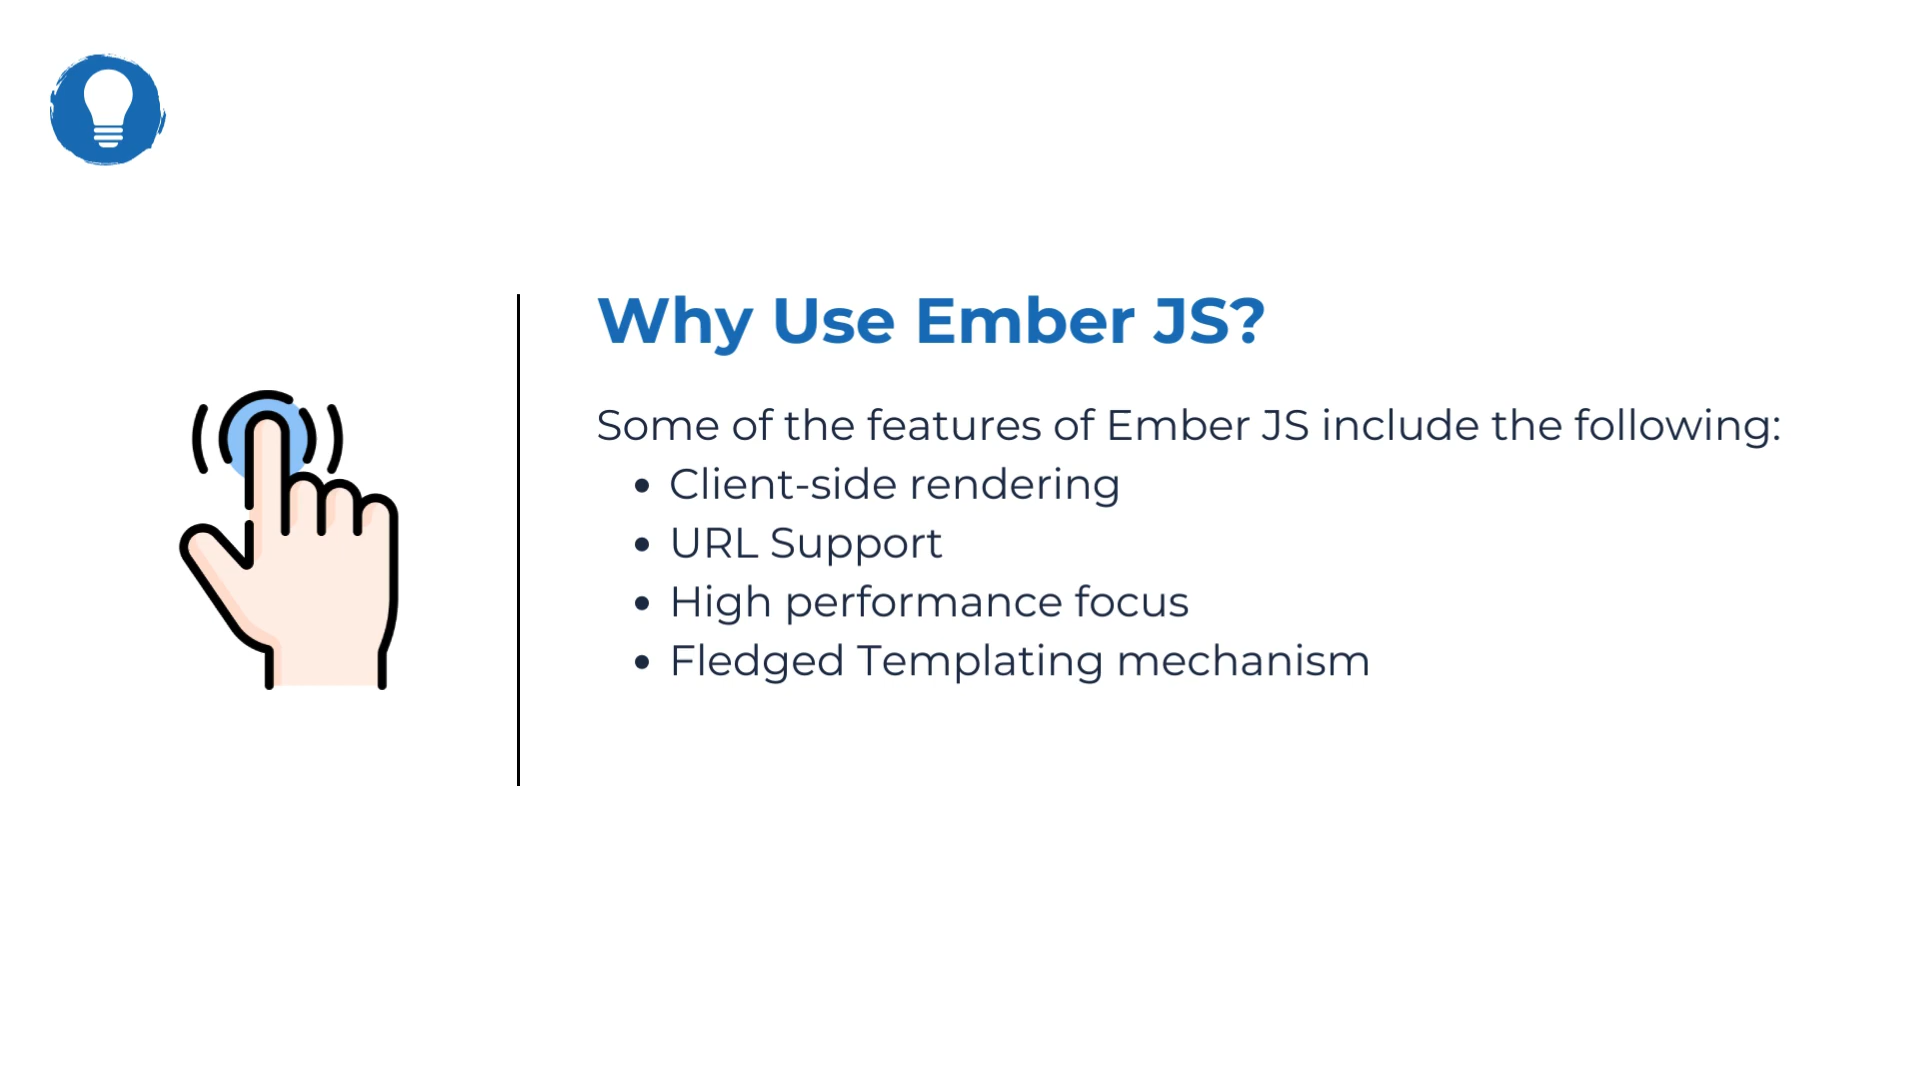 Why Use Ember JS?
Some of the features of Ember JS include the following:
• Client-side rendering
• URL Support
• High performance focus
• Fledged Templating mechanism